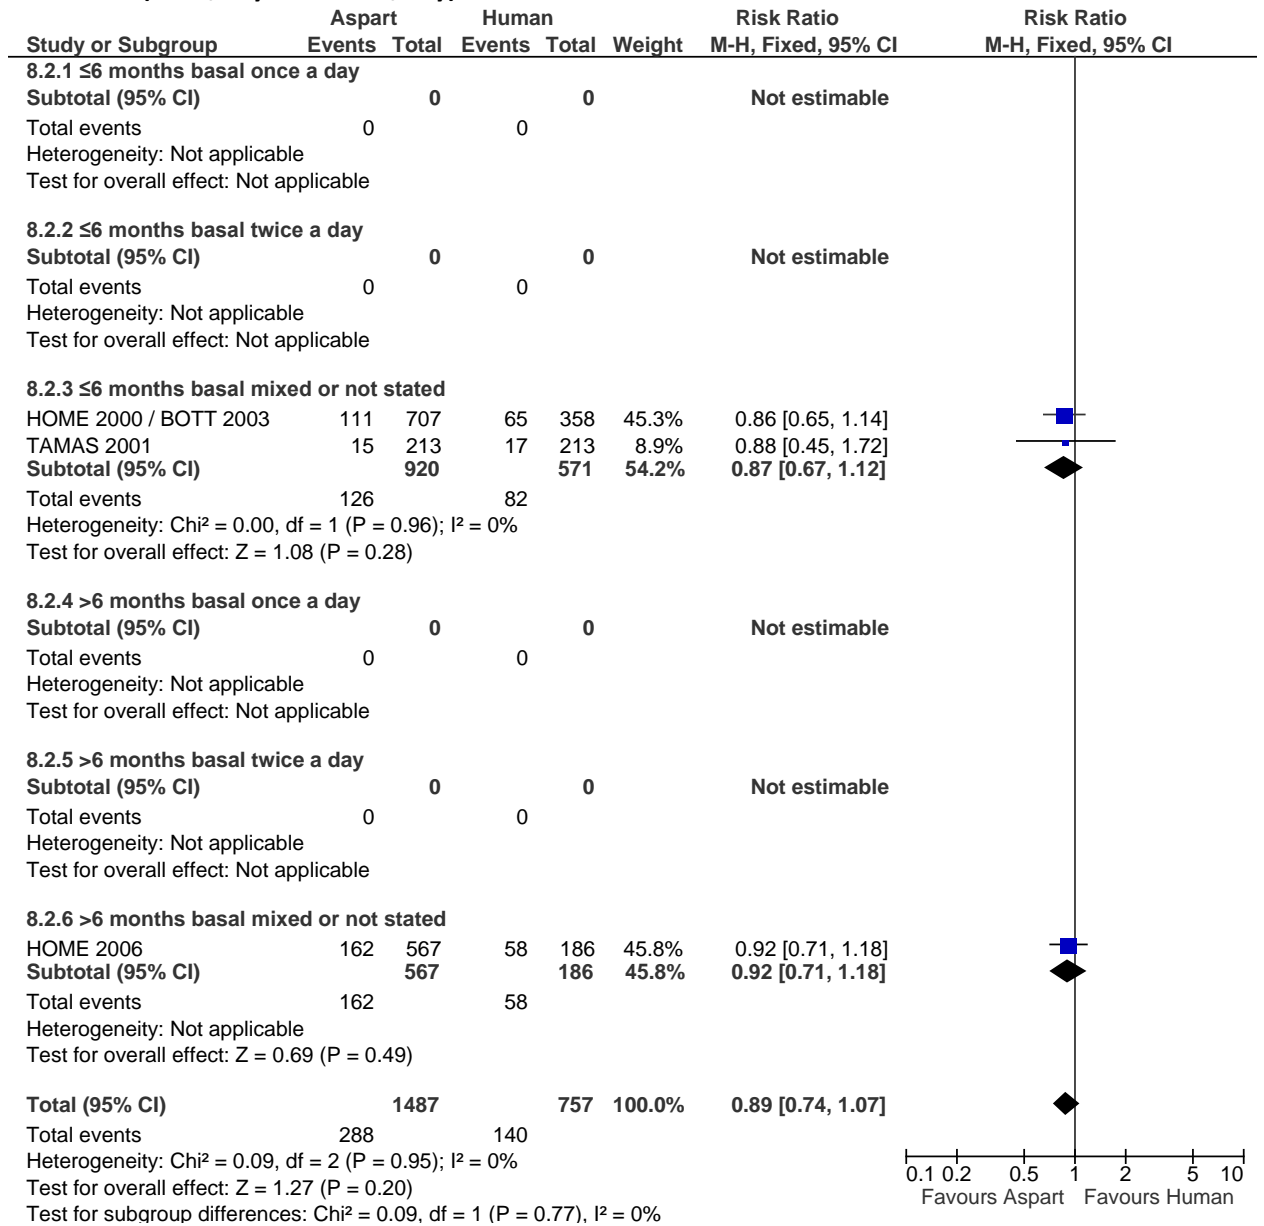 Aspart Human Risk Ratio Risk Ratio
Study or Subgroup Events Total Events Total Weight M-H, Fixed, 95% CI M-H, Fixed, 95% CI
8.2.1 ≤6 months basal once a day
Subtotal (95% CI) 0 0 Not estimable
Total events 0 0
Heterogeneity: Not applicable
Test for overall effect: Not applicable
8.2.2 ≤6 months basal twice a day
Subtotal (95% CI) 0 0 Not estimable
Total events 0 0
Heterogeneity: Not applicable
Test for overall effect: Not applicable
8.2.3 ≤6 months basal mixed or not stated
HOME 2000 / BOTT 2003 111 707 65 358 45.3% 0.86 [0.65, 1.14]
TAMAS 2001 15 213 17 213 8.9% 0.88 [0.45, 1.72]
Subtotal (95% CI) 920 571 54.2% 0.87 [0.67, 1.12]
Total events 126 82
Heterogeneity: Chi² = 0.00, df = 1 (P = 0.96); I² = 0%
Test for overall effect: Z = 1.08 (P = 0.28)
8.2.4 >6 months basal once a day
Subtotal (95% CI) 0 0 Not estimable
Total events 0 0
Heterogeneity: Not applicable
Test for overall effect: Not applicable
8.2.5 >6 months basal twice a day
Subtotal (95% CI) 0 0 Not estimable
Total events 0 0
Heterogeneity: Not applicable
Test for overall effect: Not applicable
8.2.6 >6 months basal mixed or not stated
HOME 2006 162 567 58 186 45.8% 0.92 [0.71, 1.18]
Subtotal (95% CI) 567 186 45.8% 0.92 [0.71, 1.18]
Total events 162 58
Heterogeneity: Not applicable
Test for overall effect: Z = 0.69 (P = 0.49)
Total (95% CI) 1487 757 100.0% 0.89 [0.74, 1.07]
Total events 288 140
Heterogeneity: Chi² = 0.09, df = 2 (P = 0.95); I² = 0%
Test for overall effect: Z = 1.27 (P = 0.20)
Test for subgroup differences: Chi² = 0.09, df = 1 (P = 0.77), I² = 0%
0.1 0.2 0.5 1 2 5 10
Favours Aspart Favours Human